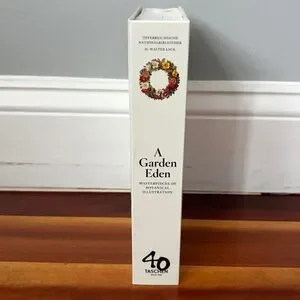 ÖSTERREICHISCHE
NATIONALBIBLIOTHEK
H. WALTER LACK
A
Garden
Eden
MASTERPIECES OF
BOTANICAL
ILLUSTRATION
40
TASCHEN